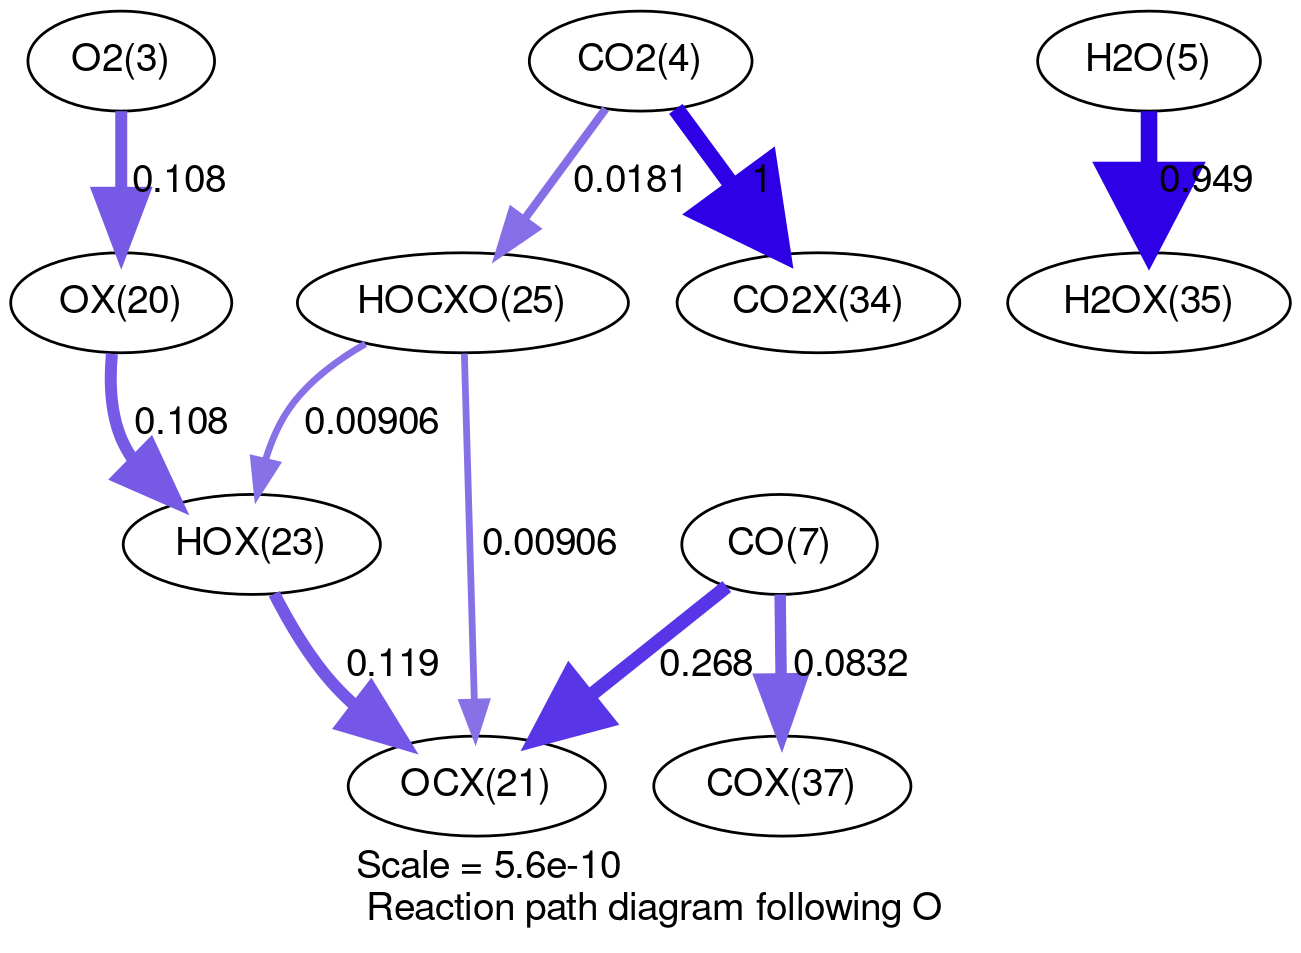 O2(3)
CO2(4)
H2O(5)
0.108
0.0181
1
0.949
OX(20)
HOCXO(25)
CO2X(34)
H2OX(35)
0.108
0.00906
HOX(23)
0.00906
CO(7)
0.119
0.268
0.0832
OCX(21)
COX(37)
Scale = 5.6e-10
Reaction path diagram following O